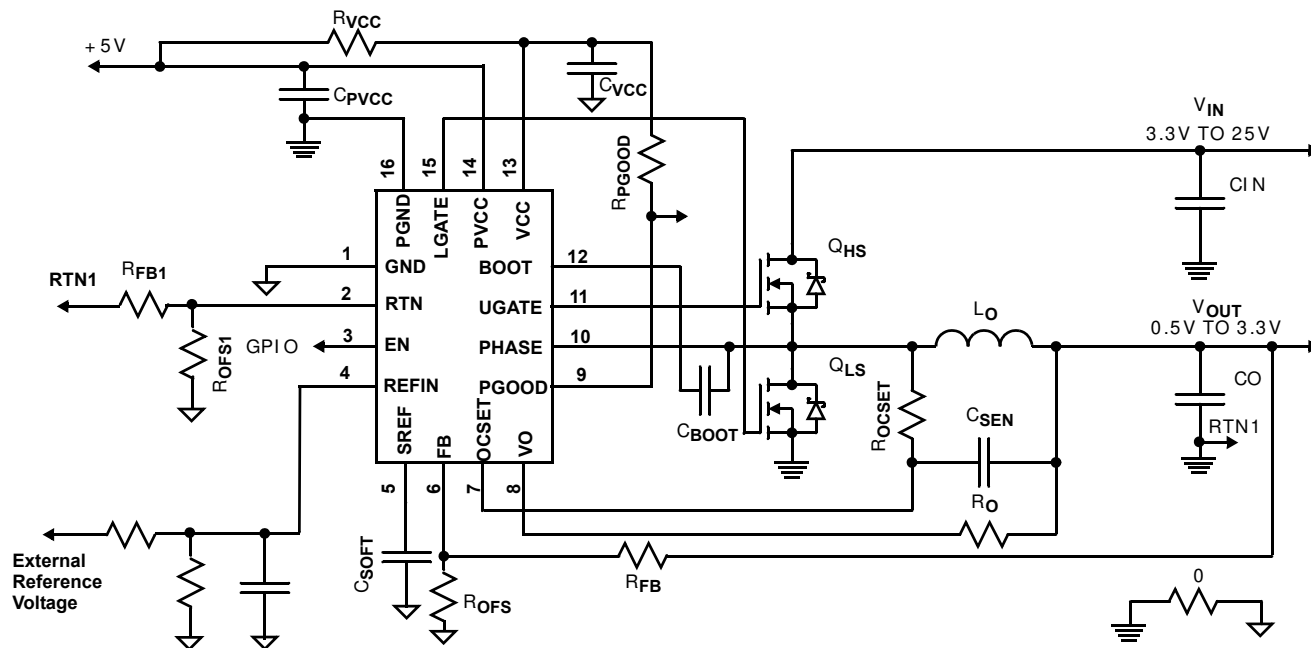 RVCC
+5V
CPVCC
CVCC
VIN
3.3V TO 25V
CIN
16
15
14
13
RPGOOD
PGND
LGATE
PVCC
VCC
1
GND
BOOT
12
QHS
RTN1
RFB1
2
RTN
UGATE
11
LO
VOUT
0.5V TO 3.3V
ROFS1
GPIO
3
EN
PHASE
10
QLS
4
REFIN
PGOOD
9
CBOOT
ROCSET
CSEN
CO
RTN1
SREF
FB
OCSET
VO
5
6
7
8
RO
External
Reference
Voltage
CSOFT
ROFS
RFB
0